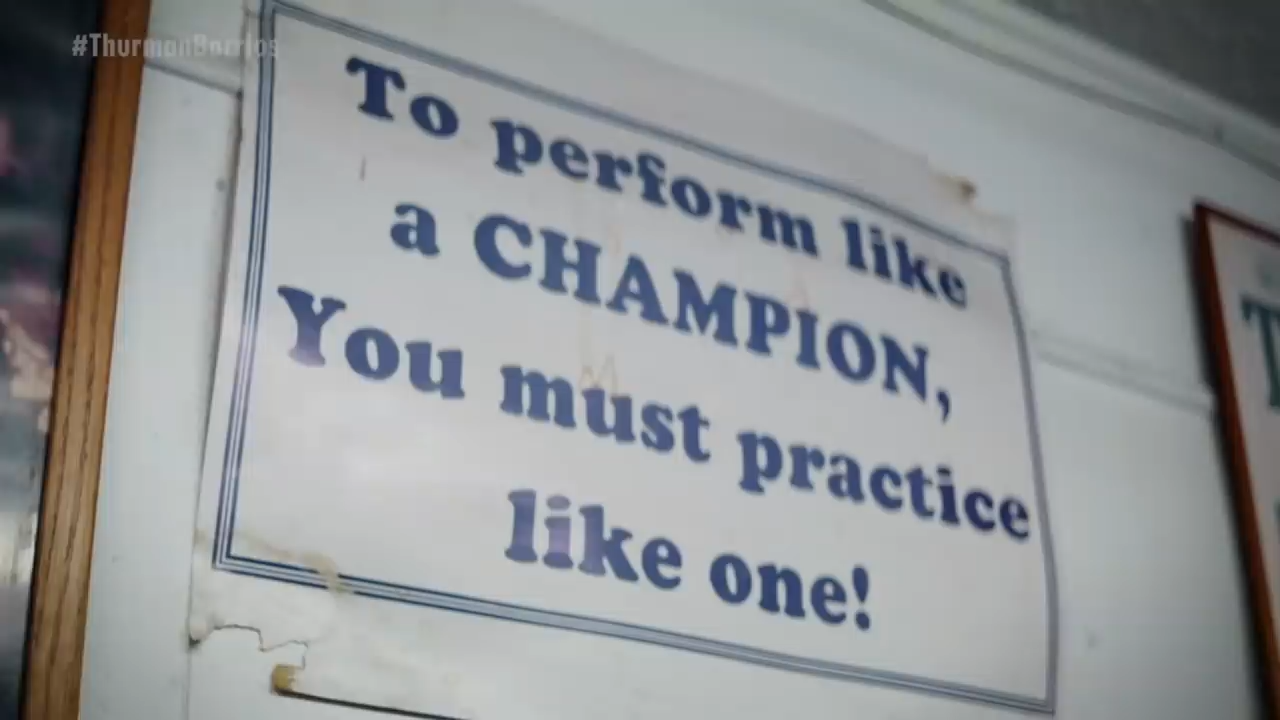 #ThurmanBarrios
To perform like
a CHAMPION,
You must practice
like one!